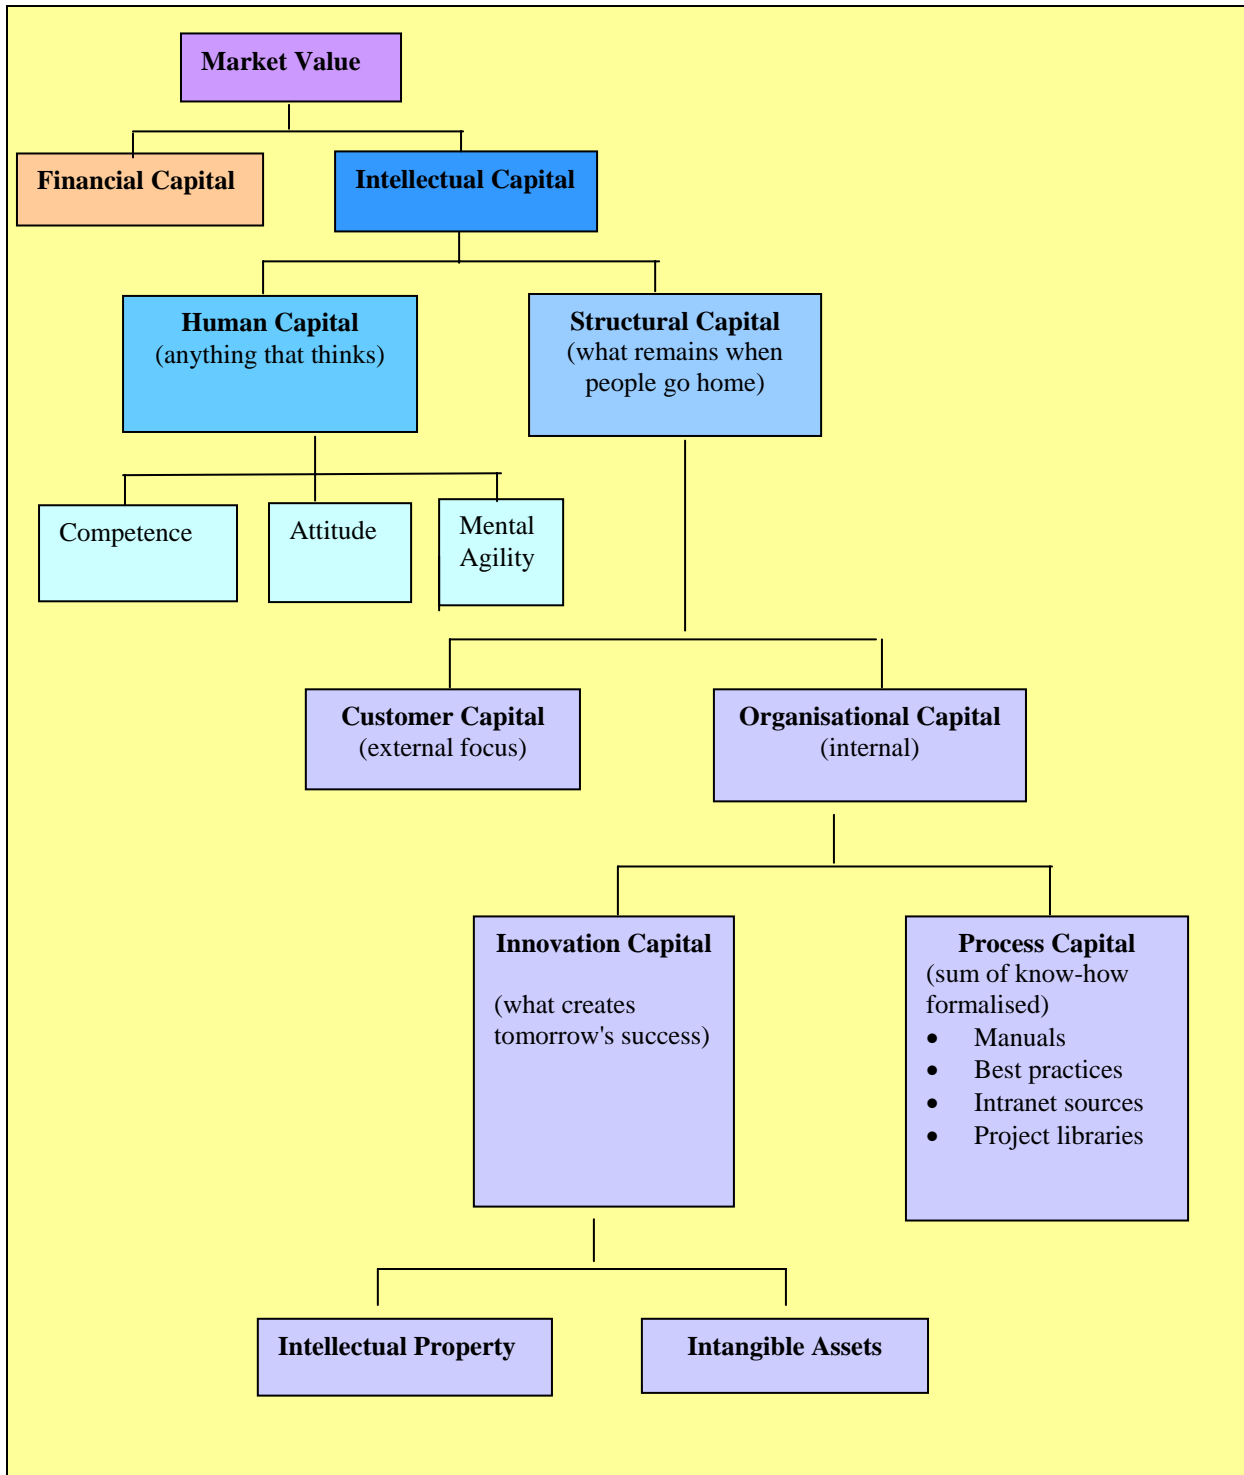 Market Value
Financial Capital
Intellectual Capital
Human Capital
(anything that thinks)
Structural Capital
(what remains when
people go home)
Competence
Attitude
Mental
Agility
Customer Capital
(external focus)
Organisational Capital
(internal)
Innovation Capital
(what creates
tomorrow's success)
Process Capital
(sum of know-how
formalised)
• Manuals
• Best practices
• Intranet sources
• Project libraries
Intellectual Property
Intangible Assets